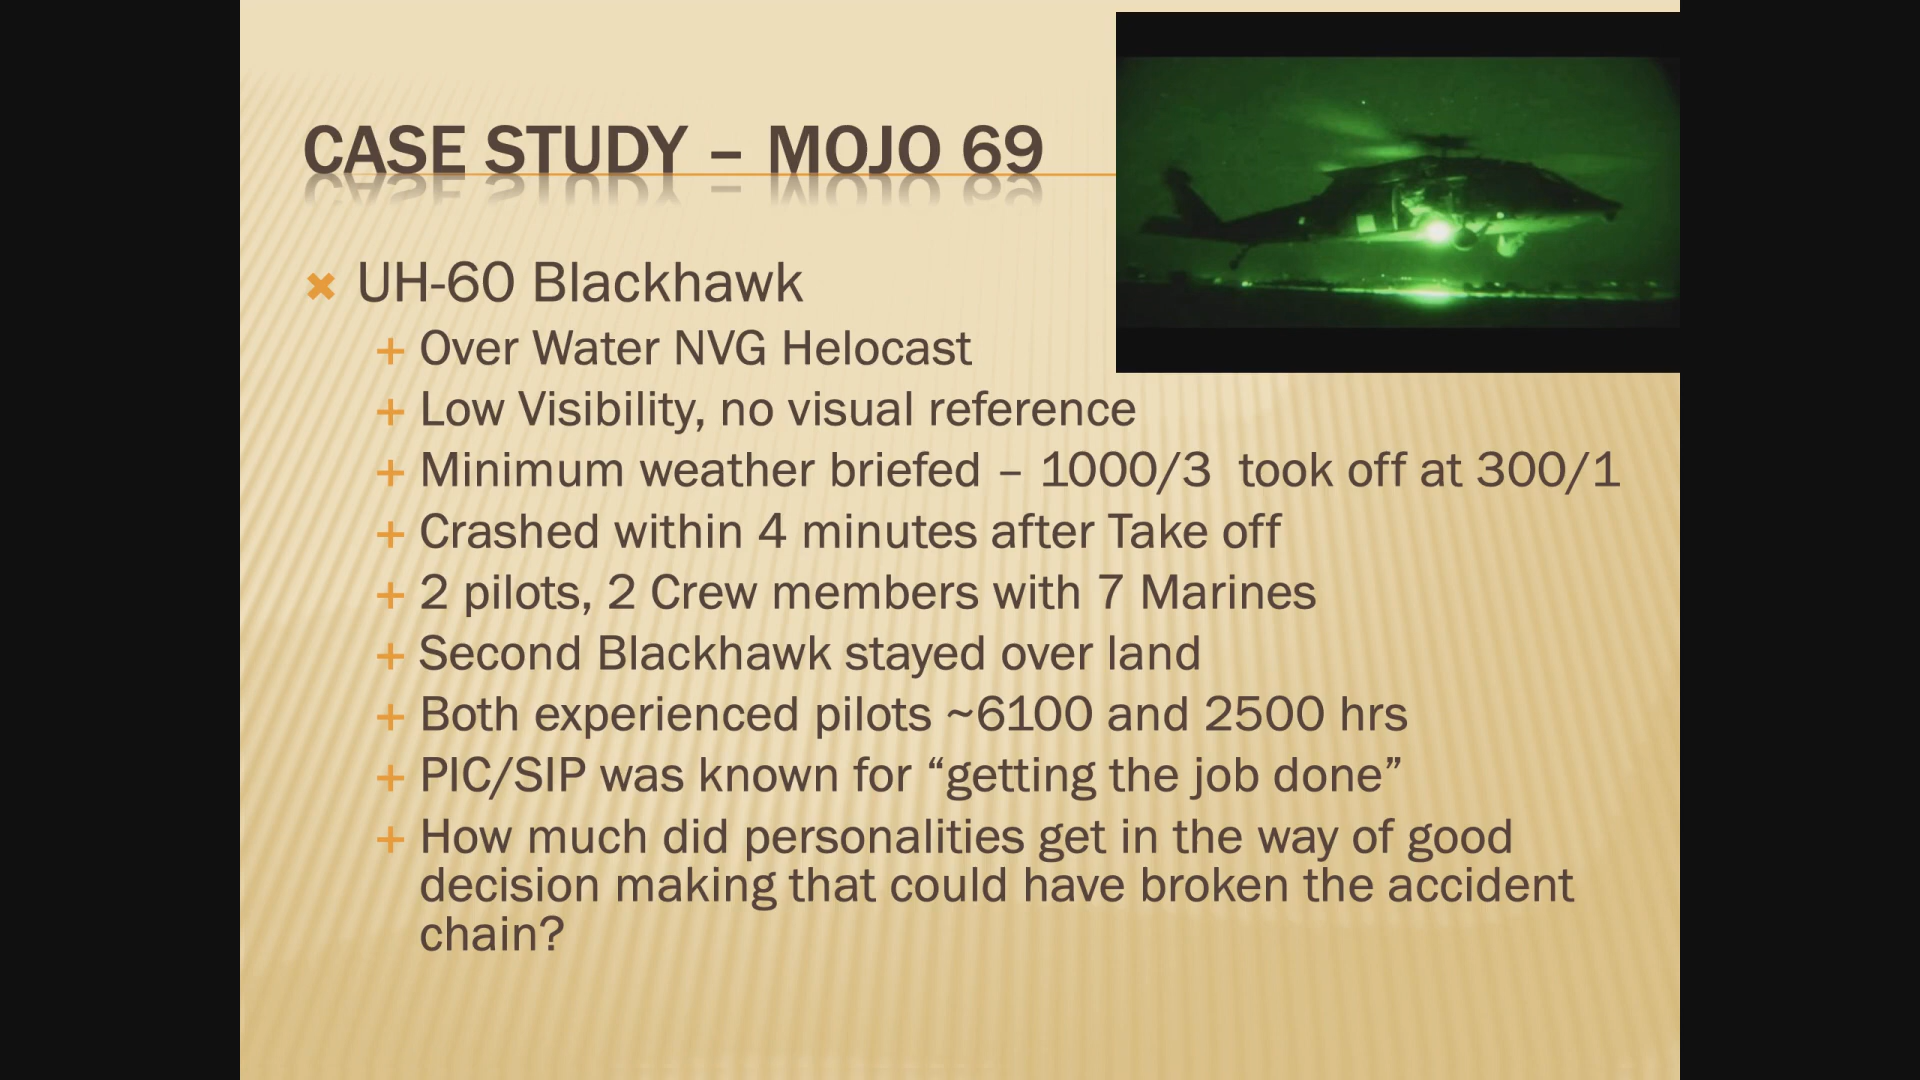 CASE STUDY – MOJO 69
UH-60 Blackhawk
Over Water NVG Helocast
Low Visibility, no visual reference
Minimum weather briefed – 1000/3 took off at 300/1
Crashed within 4 minutes after Take off
2 pilots, 2 Crew members with 7 Marines
Second Blackhawk stayed over land
Both experienced pilots ~6100 and 2500 hrs
PIC/SIP was known for “getting the job done”
How much did personalities get in the way of good
decision making that could have broken the accident
chain?